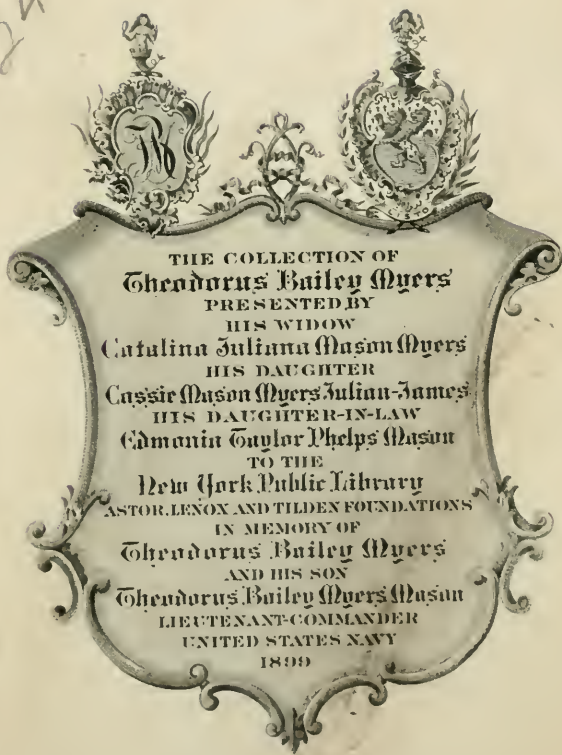 THE COLLECTION OF
Theodorus Bailey Myers
PRESENTED BY
HIS WIDOW
Catalina Juliana Mason Myers
HIS DAUGHTER
Cassie Mason Myers Julian-James
HIS DAUGHTER-IN-LAW
Edmonia Taylor Phelps Mason
TO THE
New York Public Library
ASTOR, LENOX AND TILDEN FOUNDATIONS
IN MEMORY OF
Theodorus Bailey Myers
AND HIS SON
Theodorus Bailey Myers Mason
LIEUTENANT-COMMANDER
UNITED STATES NAVY
1899